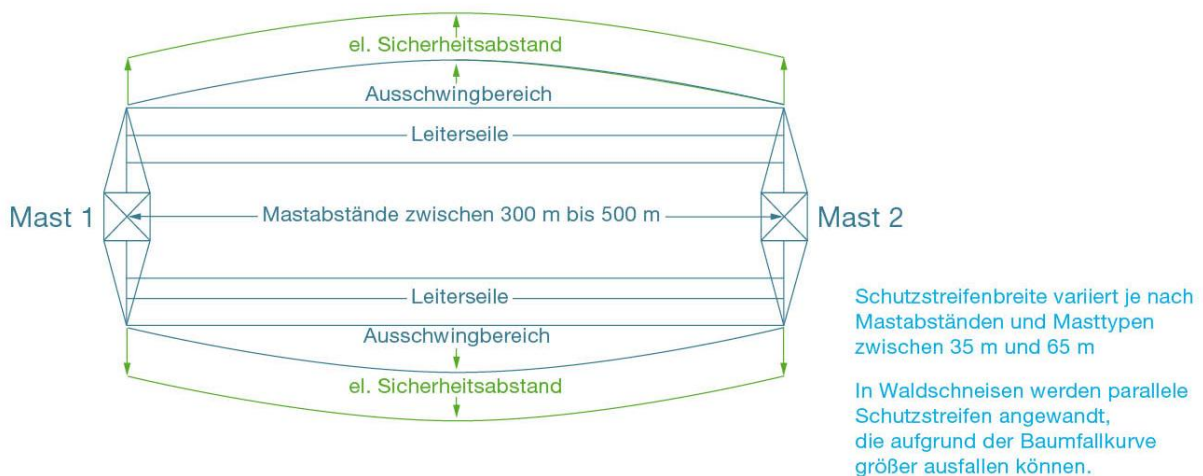 el. Sicherheitsabstand
Ausschwingbereich
Leiterseile
Mast 1
Mastabstände zwischen 300 m bis 500 m
Mast 2
Leiterseile
Ausschwingbereich
el. Sicherheitsabstand
Schutzstreifenbreite variiert je nach
Mastabständen und Masttypen
zwischen 35 m und 65 m
In Waldschneisen werden parallele
Schutzstreifen angewandt,
die aufgrund der Baumfallkurve
größer ausfallen können.